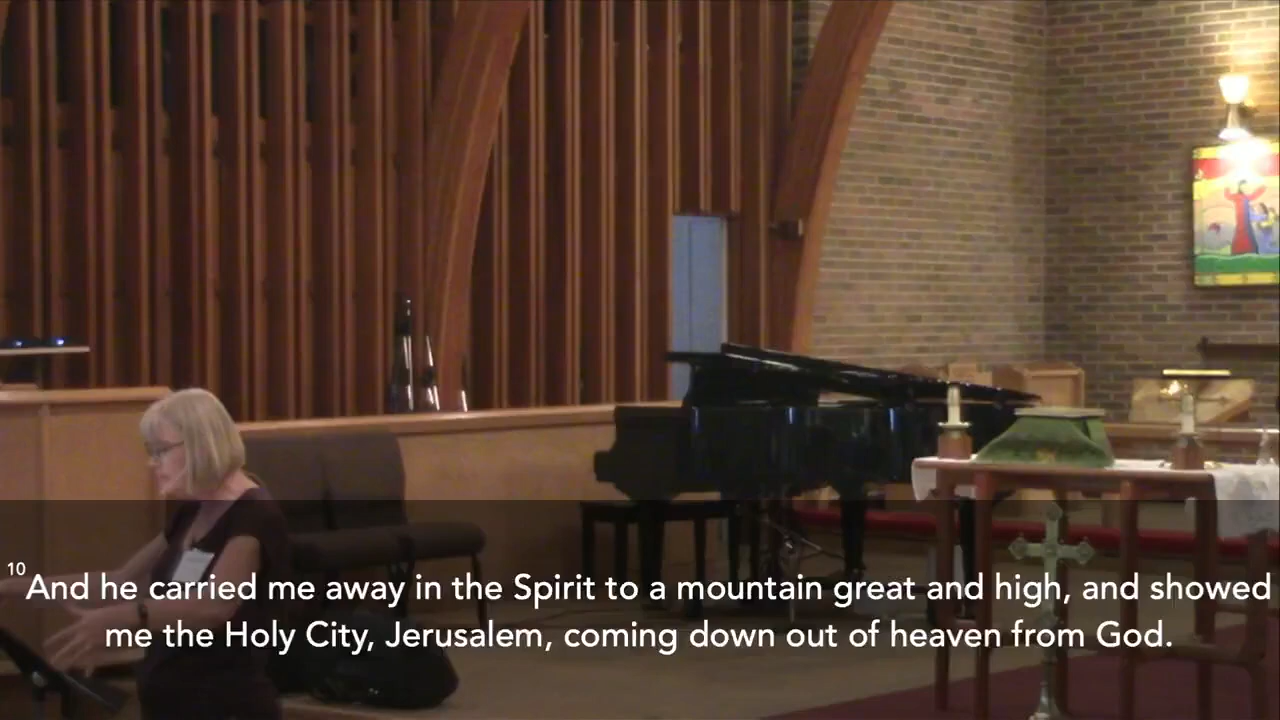 10And he carried me away in the Spirit to a mountain great and high, and showed
me the Holy City, Jerusalem, coming down out of heaven from God.